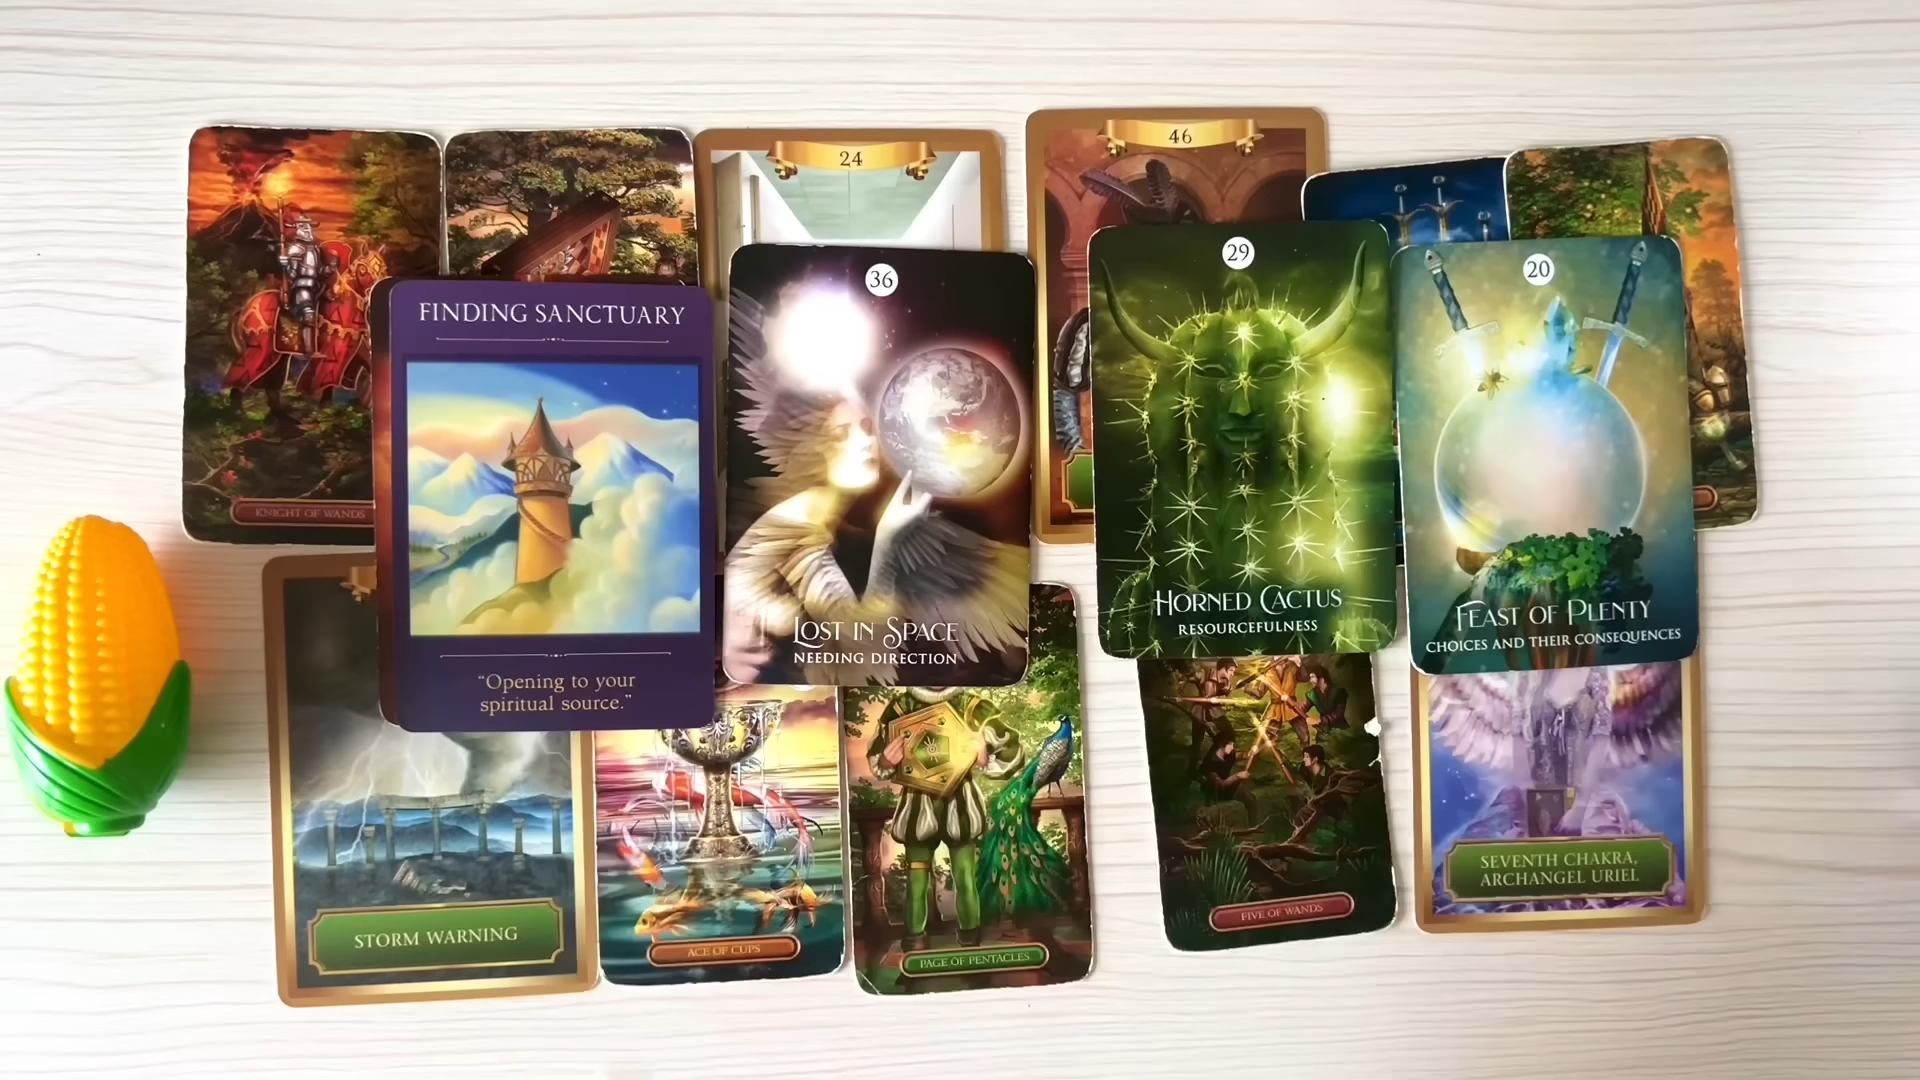 24
46
KNIGHT OF WANDS
FINDING SANCTUARY
"Opening to your
spiritual source."
36
LOST IN SPACE
NEEDING DIRECTION
29
HORNED CACTUS
RESOURCEFULNESS
20
FEAST OF PLENTY
CHOICES AND THEIR CONSEQUENCES
STORM WARNING
ACE OF CUPS
PAGE OF PENTACLES
FIVE OF WANDS
SEVENTH CHAKRA,
ARCHANGEL URIEL